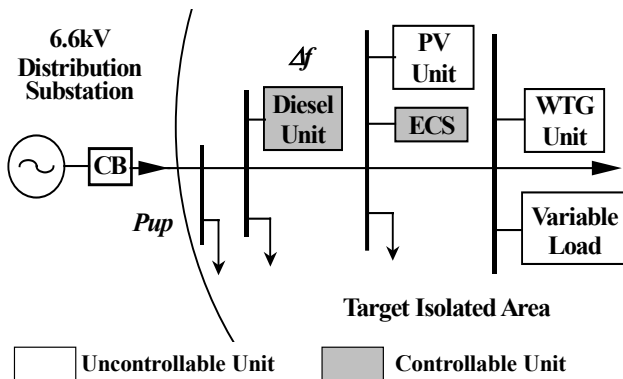 6.6kV
Distribution
Substation
CB
Pup
Δf
Diesel
Unit
PV
Unit
ECS
WTG
Unit
Variable
Load
Target Isolated Area
Uncontrollable Unit
Controllable Unit